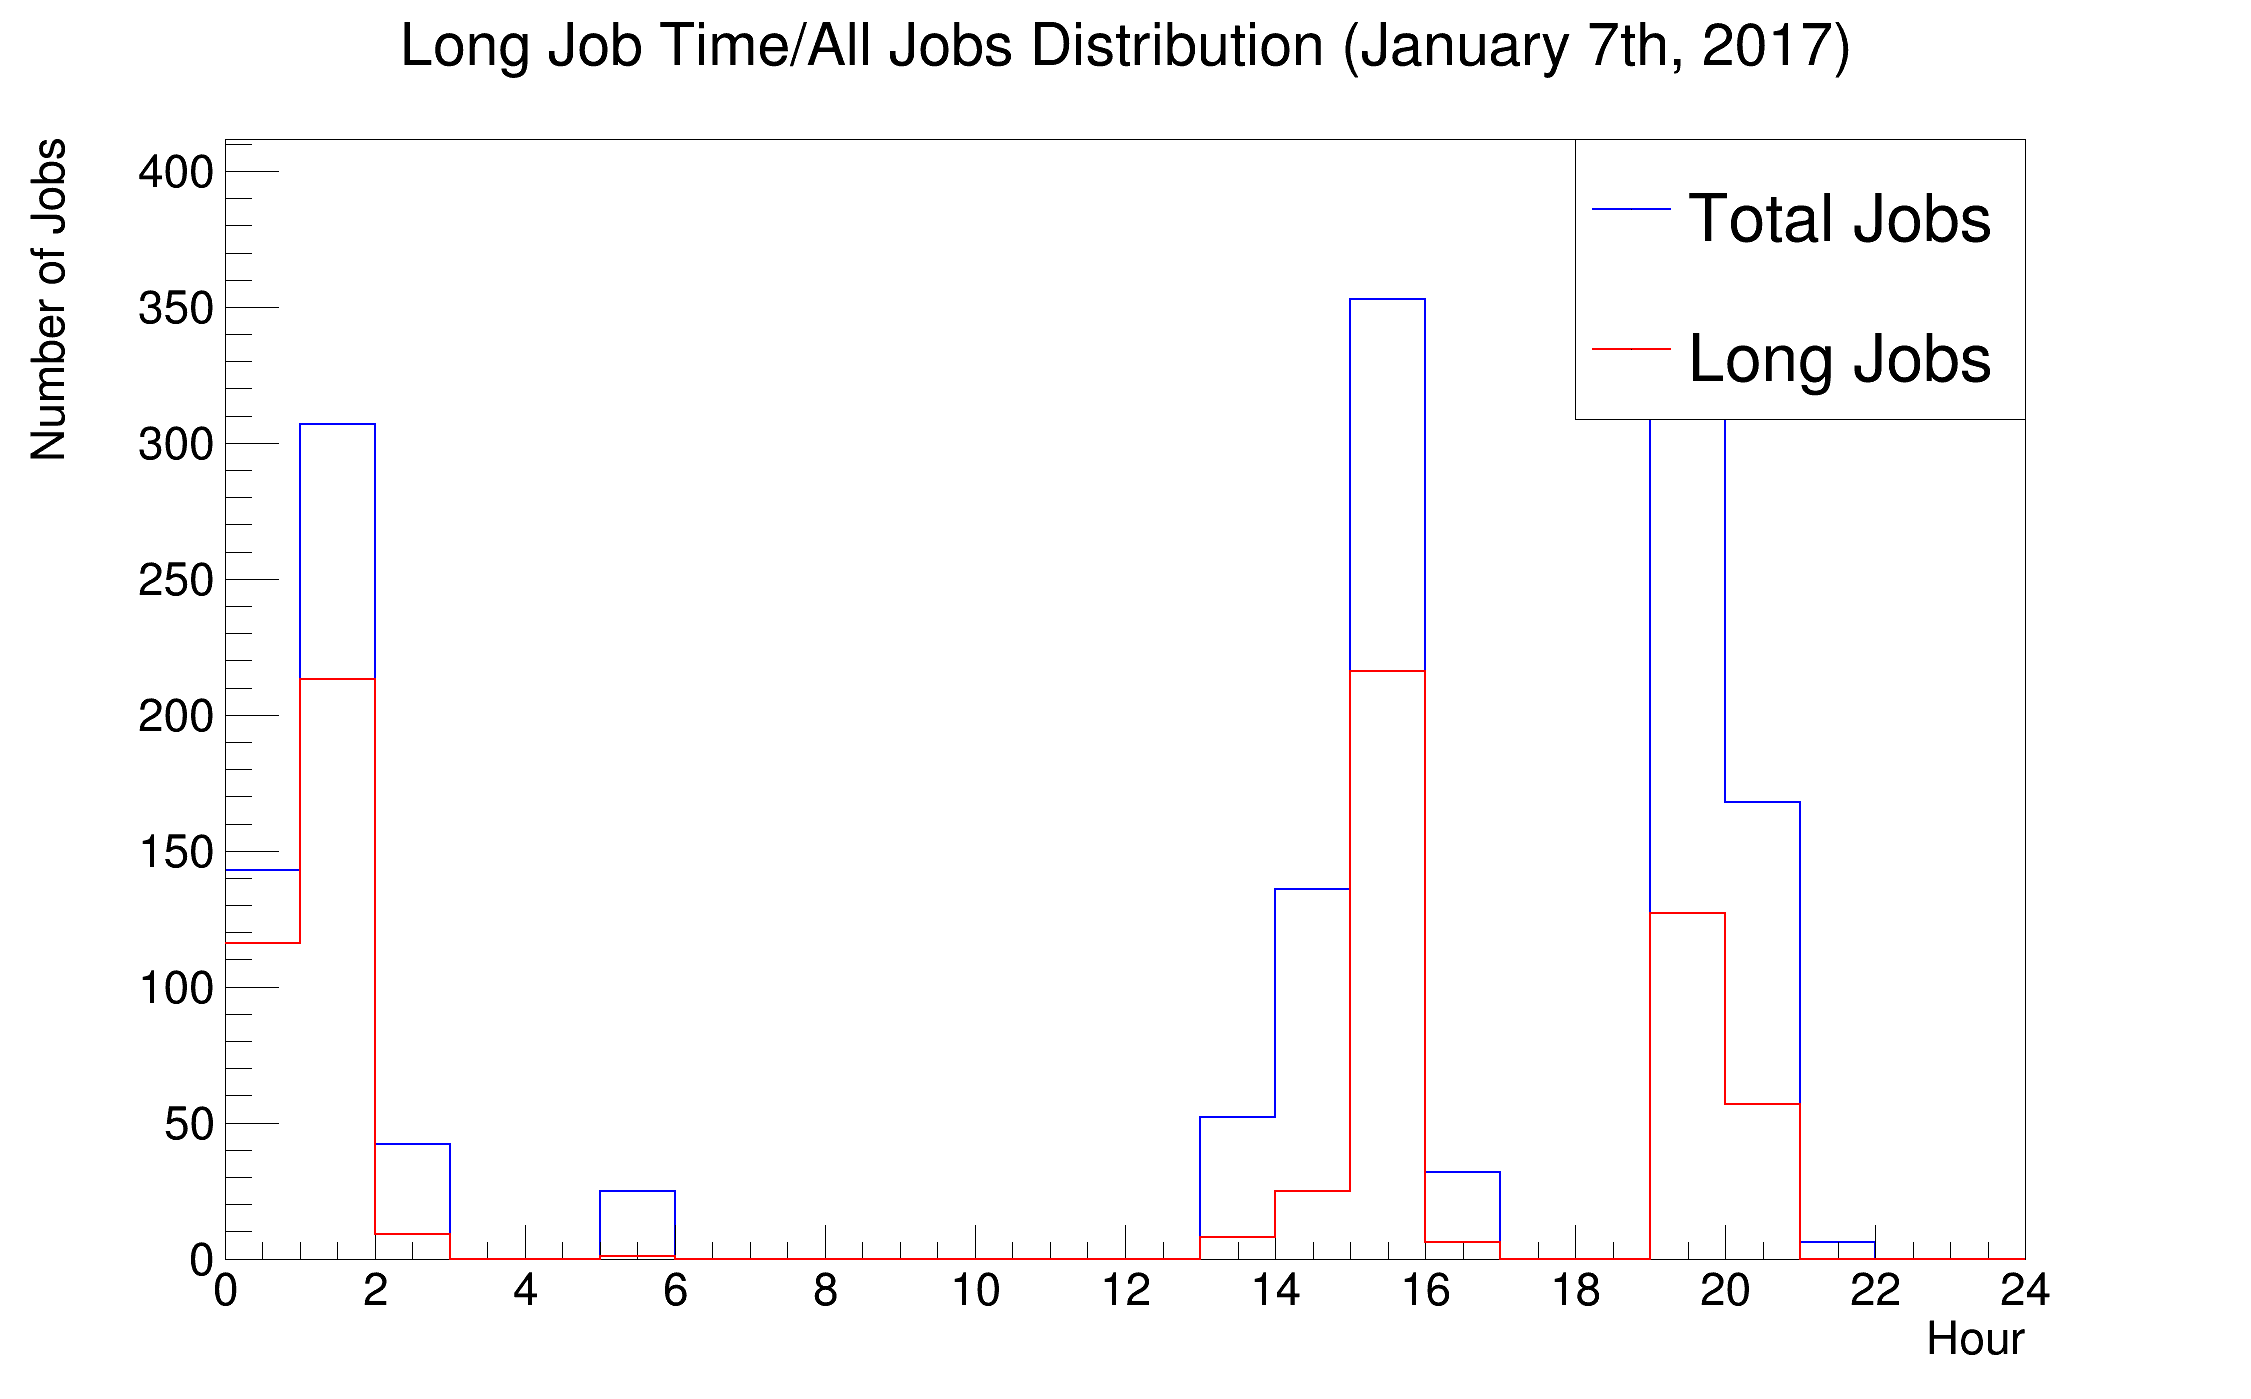 Long Job Time/All Jobs Distribution (January 7th, 2017)
Number of Jobs
400
350
300
250
200
150
100
50
0
Total Jobs
Long Jobs
0 2 4 6 8 10 12 14 16 18 20 22 24
Hour